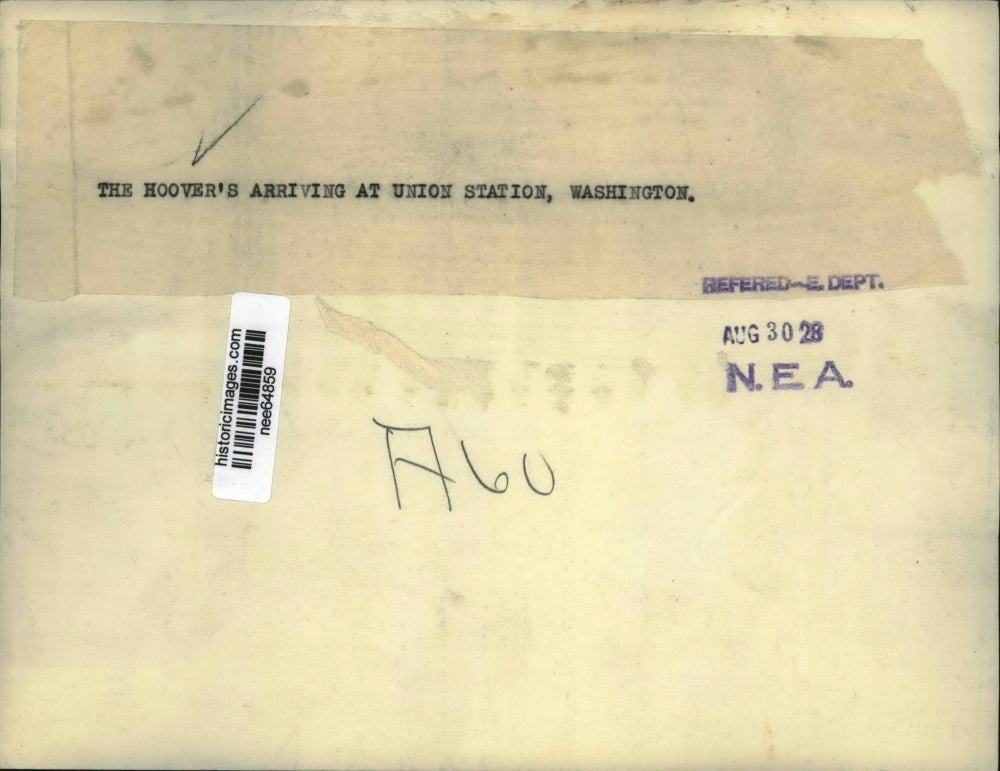 THE HOOVER'S ARRIVING AT UNION STATION, WASHINGTON.
REFERED-E. DEPT.
AUG 30 28
N.E.A.
historicimages.com
nee64859
A60